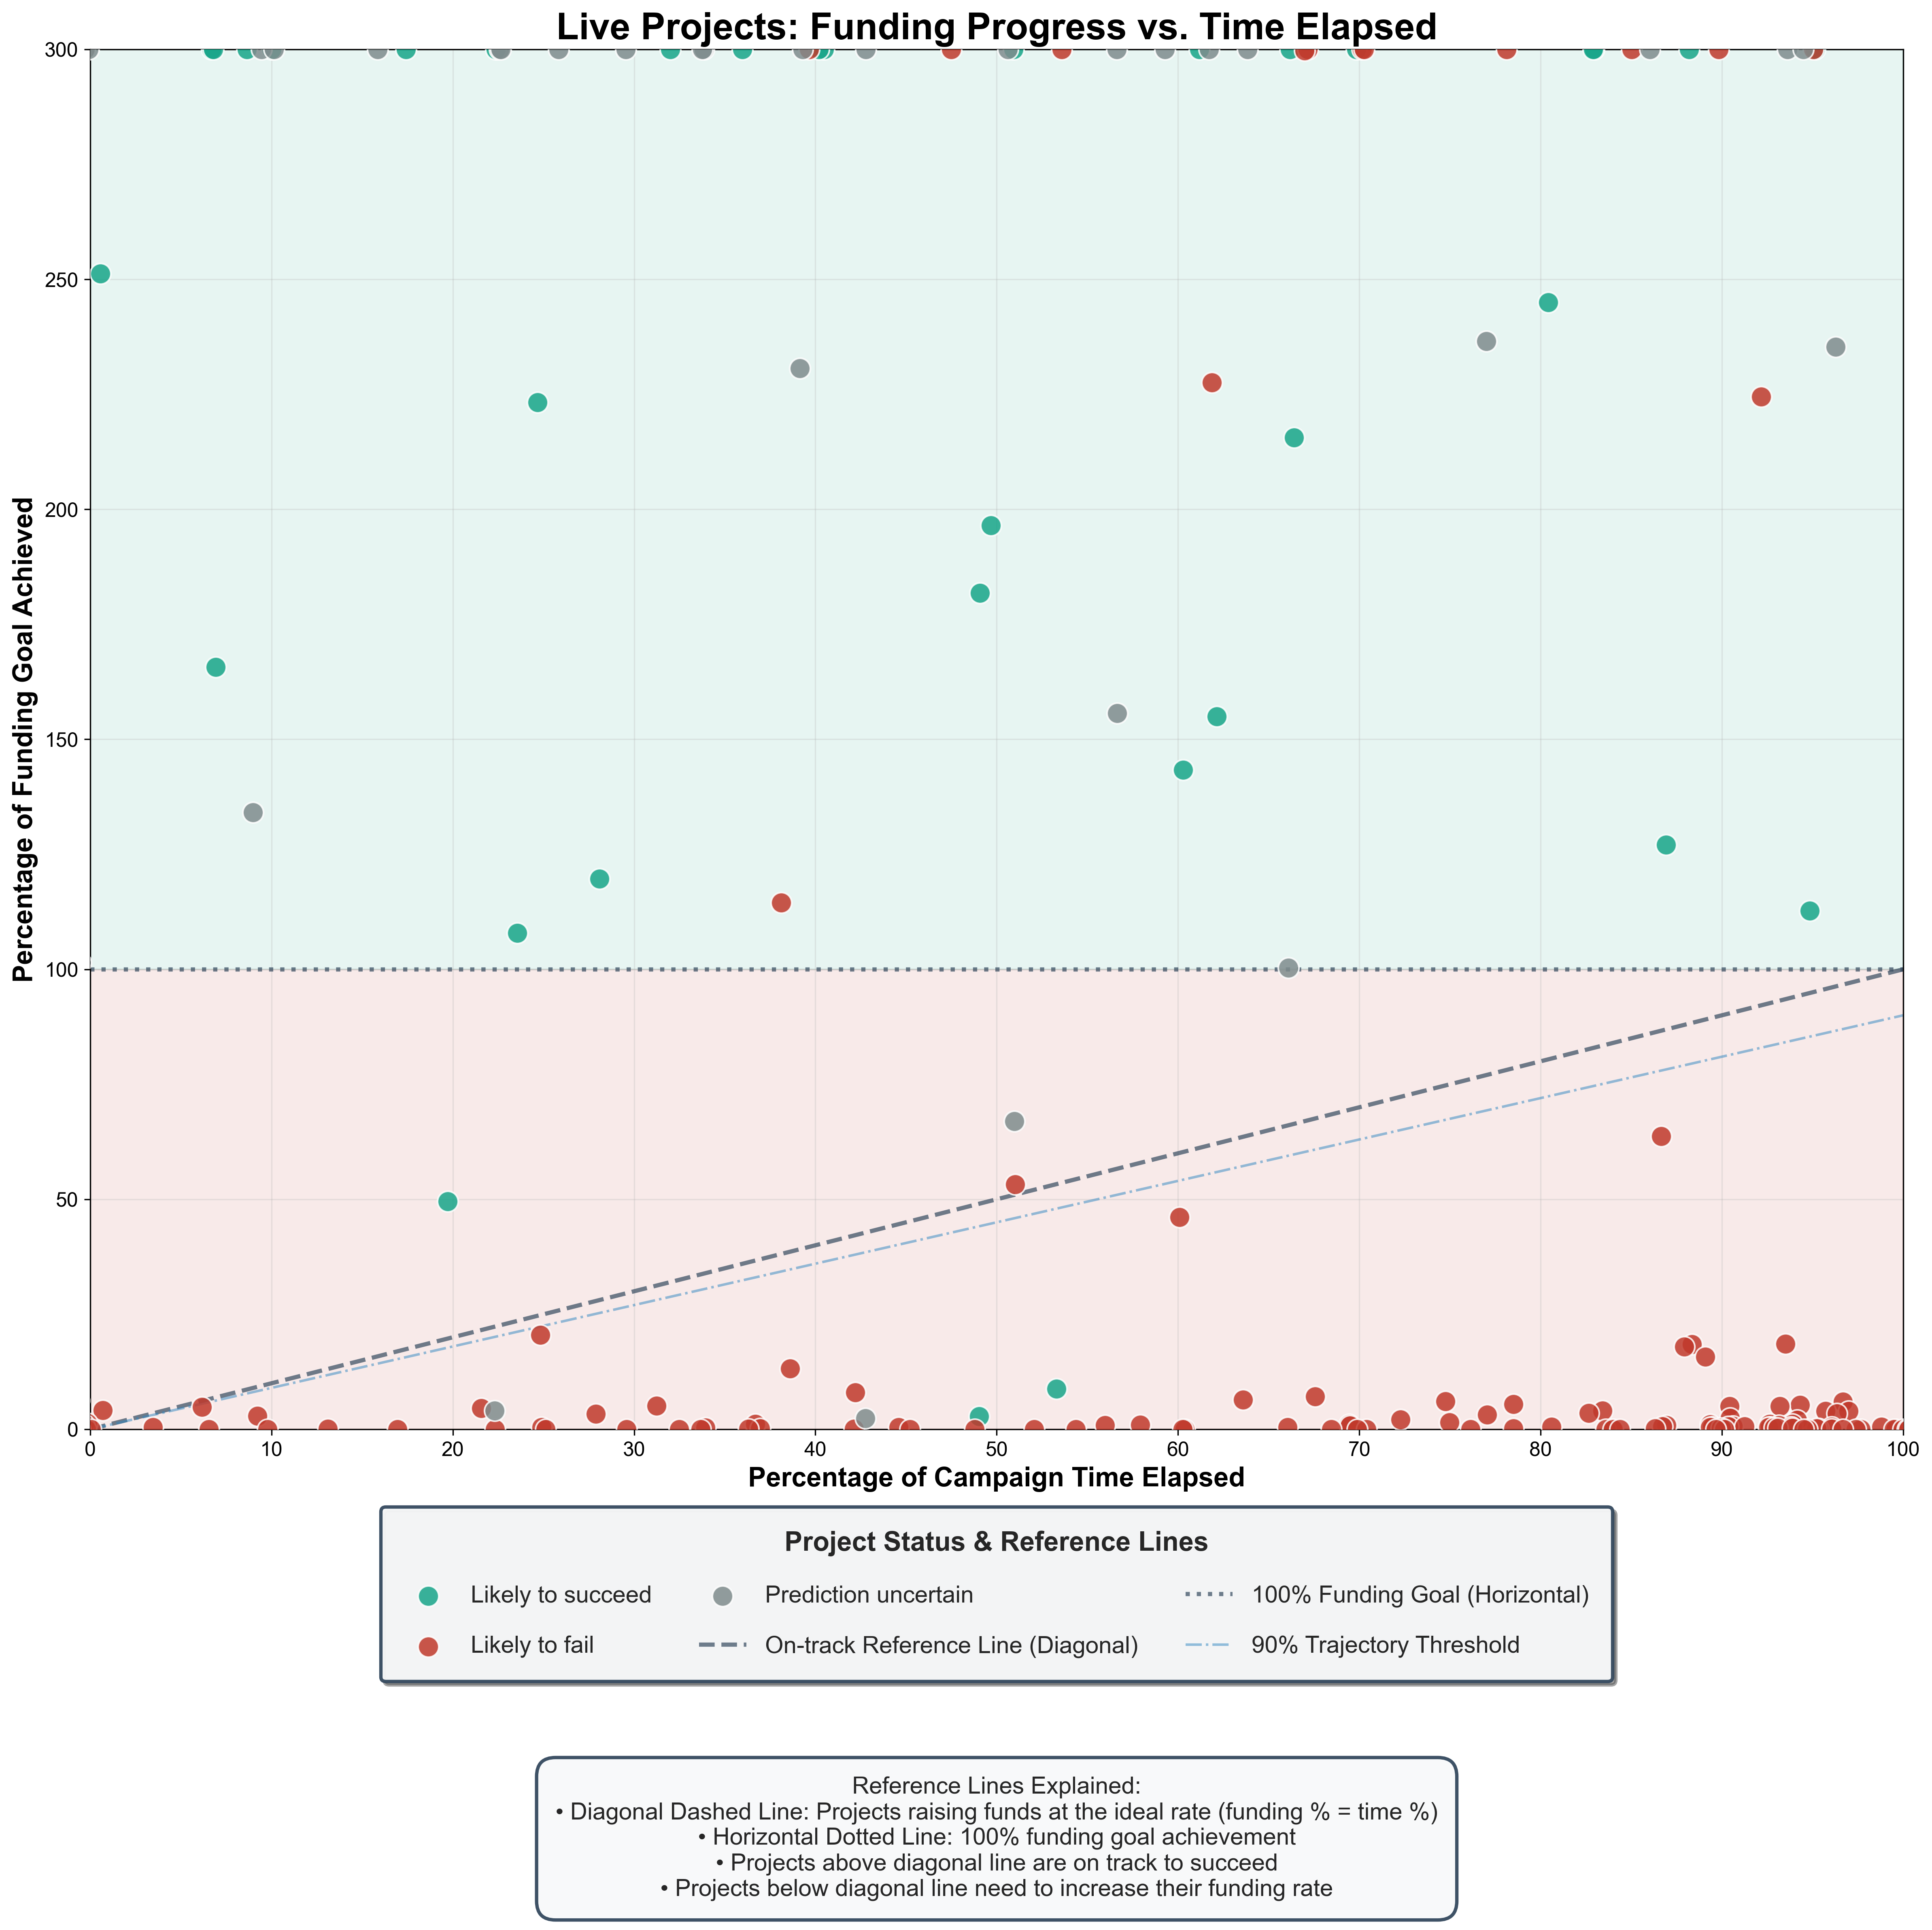 Live Projects: Funding Progress vs. Time Elapsed
Percentage of Funding Goal Achieved
300
250
200
150
100
50
0
0 10 20 30 40 50 60 70 80 90 100
Percentage of Campaign Time Elapsed
Project Status & Reference Lines
Likely to succeed
Likely to fail
Prediction uncertain
On-track Reference Line (Diagonal)
100% Funding Goal (Horizontal)
90% Trajectory Threshold
Reference Lines Explained:
• Diagonal Dashed Line: Projects raising funds at the ideal rate (funding % = time %)
• Horizontal Dotted Line: 100% funding goal achievement
• Projects above diagonal line are on track to succeed
• Projects below diagonal line need to increase their funding rate